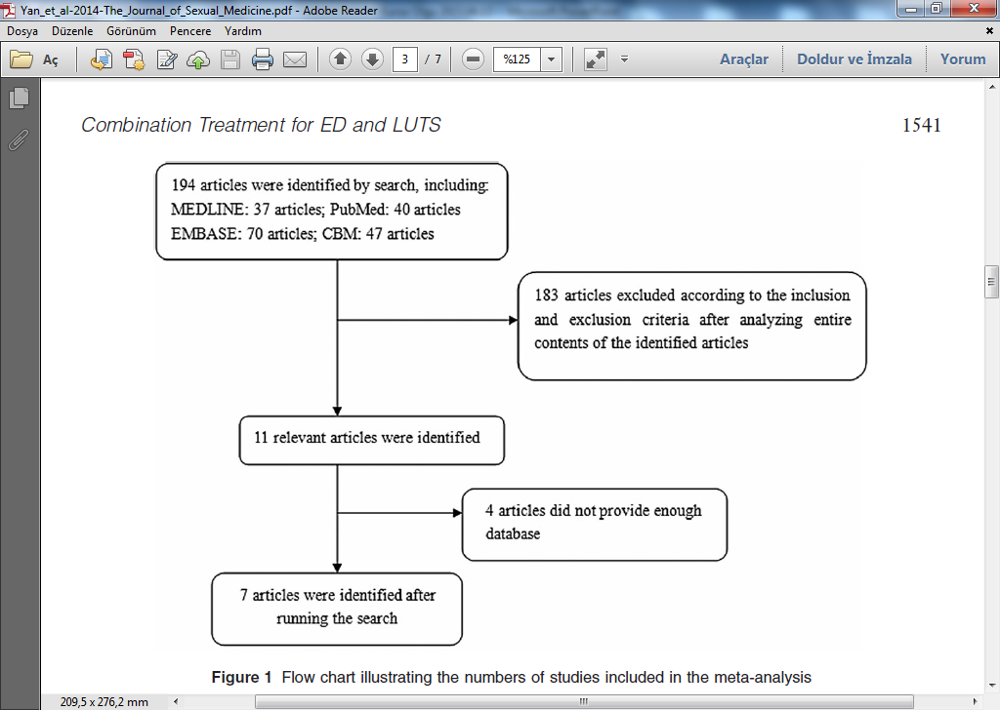 Yan_et_al-2014-The_Journal_of_Sexual_Medicine.pdf - Adobe Reader
Dosya Düzenle Görünüm Pencere Yardım
Aç 3 / 7 %125 Araçlar Doldur ve İmzala Yorum
Combination Treatment for ED and LUTS 1541
194 articles were identified by search, including:
MEDLINE: 37 articles; PubMed: 40 articles
EMBASE: 70 articles; CBM: 47 articles
183 articles excluded according to the inclusion
and exclusion criteria after analyzing entire
contents of the identified articles
11 relevant articles were identified
4 articles did not provide enough
database
7 articles were identified after
running the search
Figure 1 Flow chart illustrating the numbers of studies included in the meta-analysis
209,5 x 276,2 mm